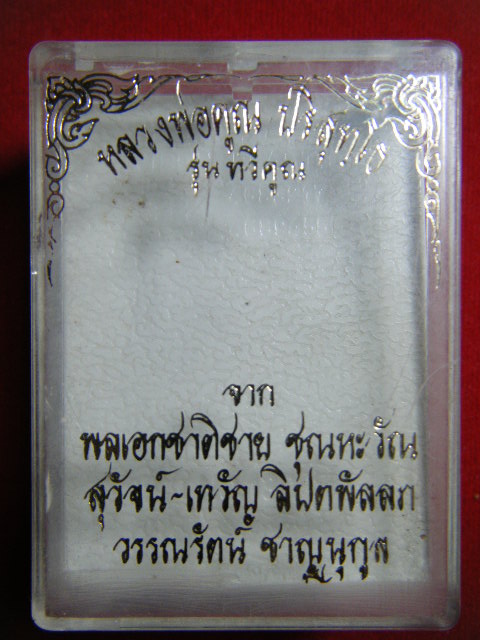 หลวงพ่อคูณ ปริสุทฺโธ
รุ่น ทวีคูณ
จาก
พลเอกชาติชาย ชุณหะวัณ
สุรัจน์-เทวัญ ลิปตพัลลภ
วรรณรัตน์ ชาญนุกูล